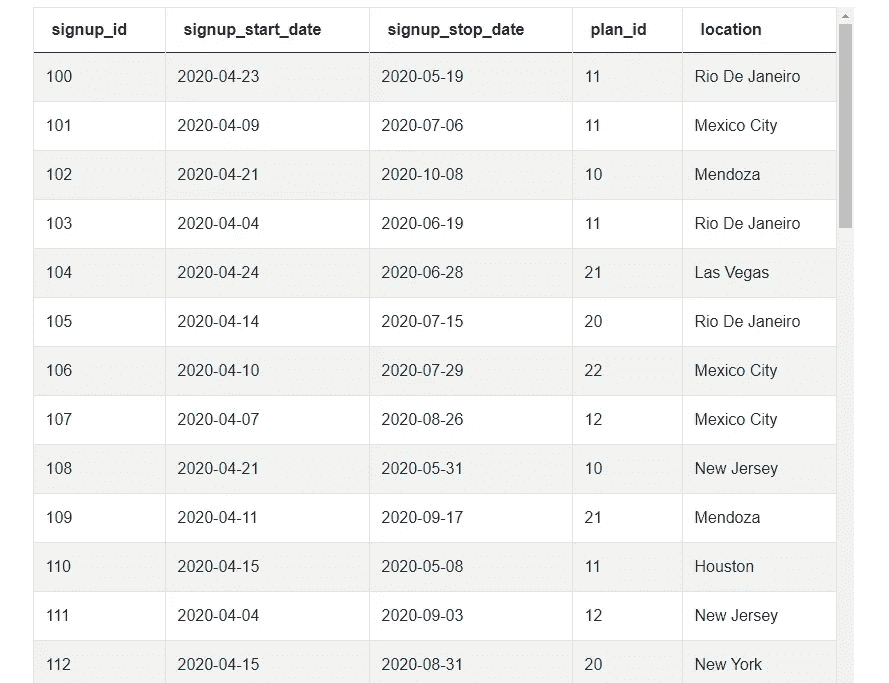 signup_id signup_start_date signup_stop_date plan_id location
100 2020-04-23 2020-05-19 11 Rio De Janeiro
101 2020-04-09 2020-07-06 11 Mexico City
102 2020-04-21 2020-10-08 10 Mendoza
103 2020-04-04 2020-06-19 11 Rio De Janeiro
104 2020-04-24 2020-06-28 21 Las Vegas
105 2020-04-14 2020-07-15 20 Rio De Janeiro
106 2020-04-10 2020-07-29 22 Mexico City
107 2020-04-07 2020-08-26 12 Mexico City
108 2020-04-21 2020-05-31 10 New Jersey
109 2020-04-11 2020-09-17 21 Mendoza
110 2020-04-15 2020-05-08 11 Houston
111 2020-04-04 2020-09-03 12 New Jersey
112 2020-04-15 2020-08-31 20 New York